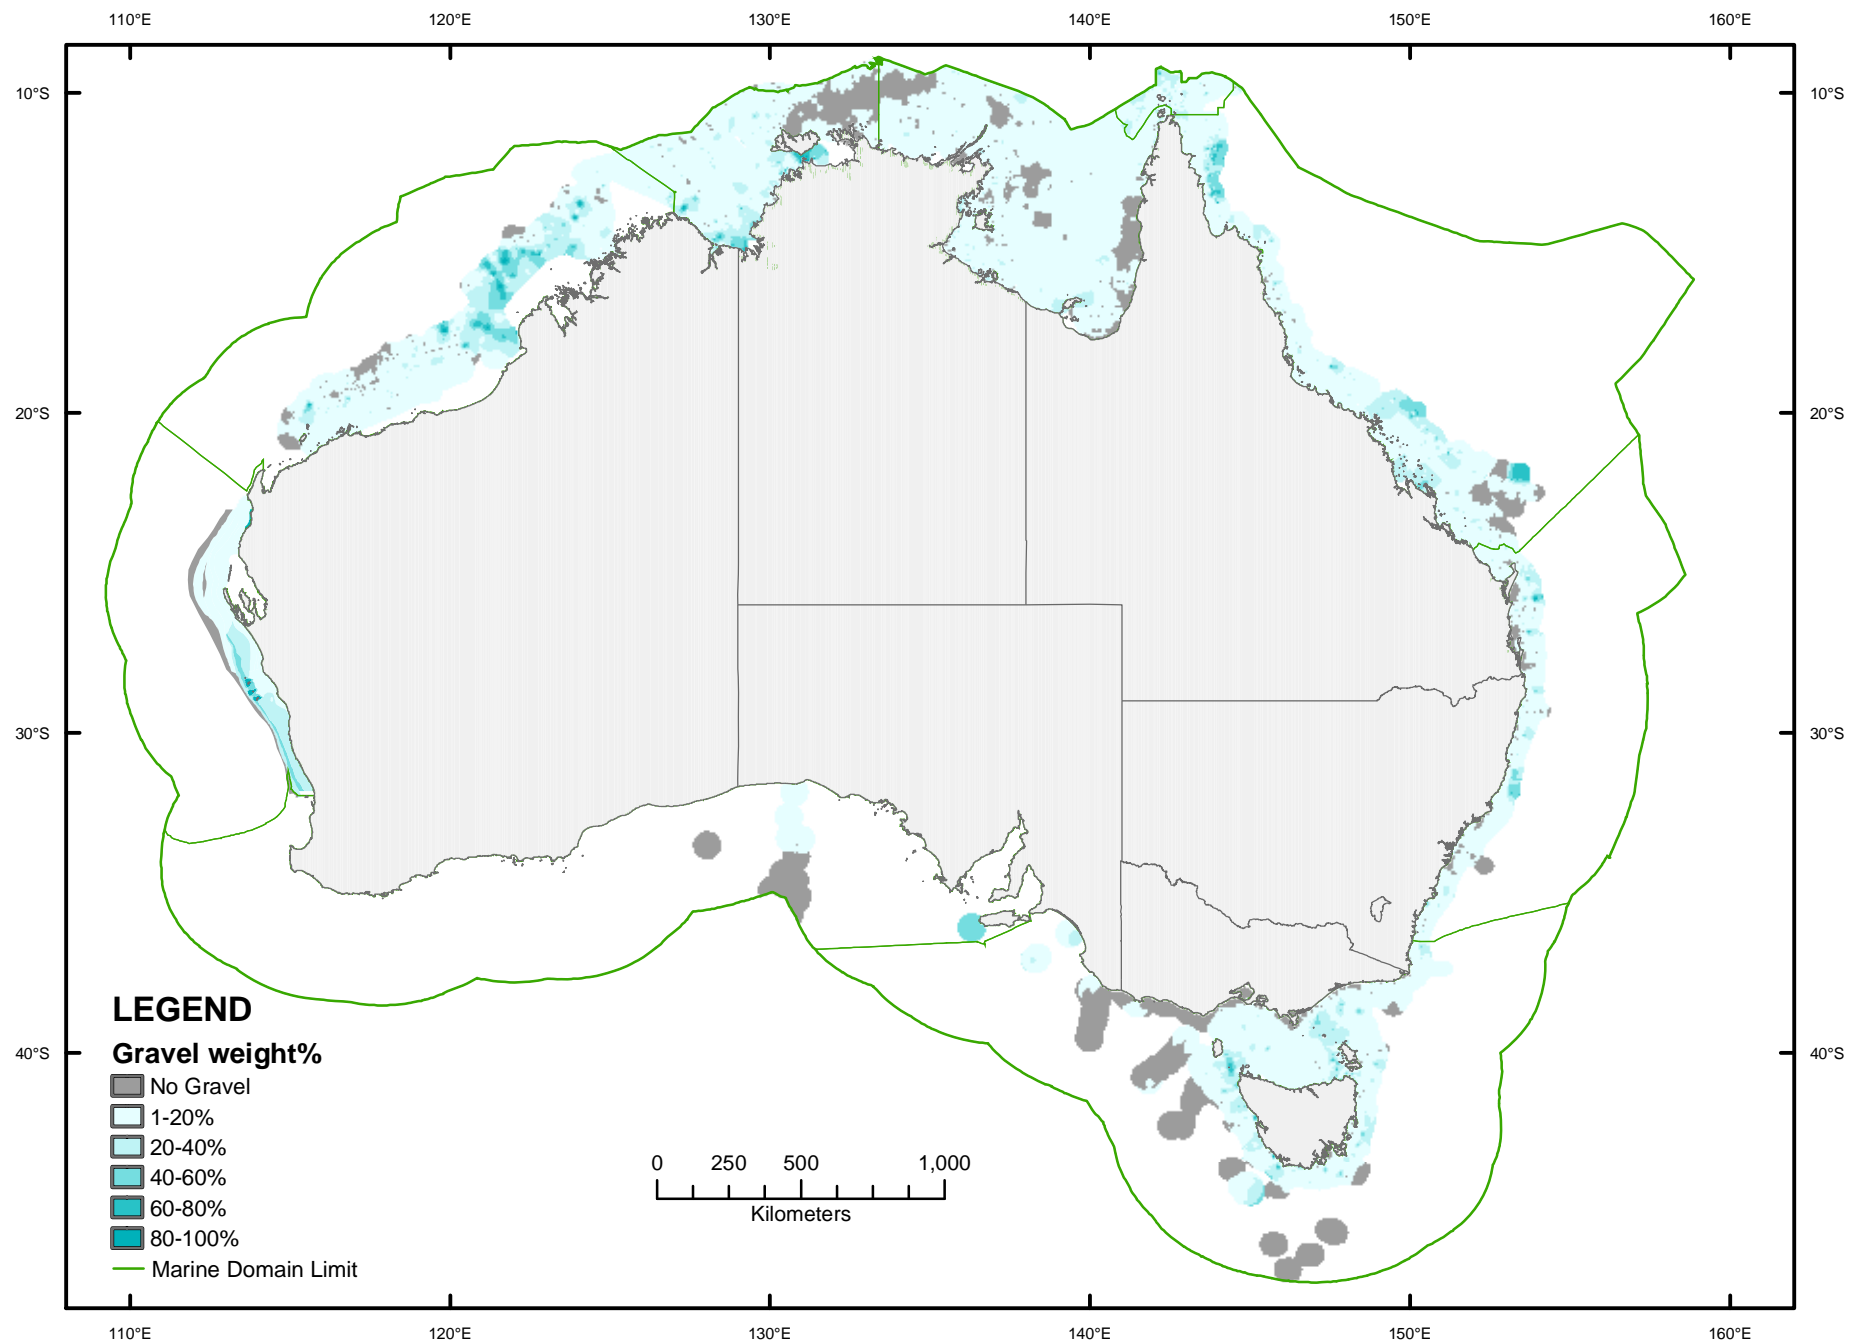 110°E 120°E 130°E 140°E 150°E 160°E
10°S 10°S
20°S 20°S
30°S 30°S
40°S 40°S
LEGEND
Gravel weight%
No Gravel
1-20%
20-40%
40-60%
60-80%
80-100%
Marine Domain Limit
0 250 500 1,000
Kilometers
110°E 120°E 130°E 140°E 150°E 160°E